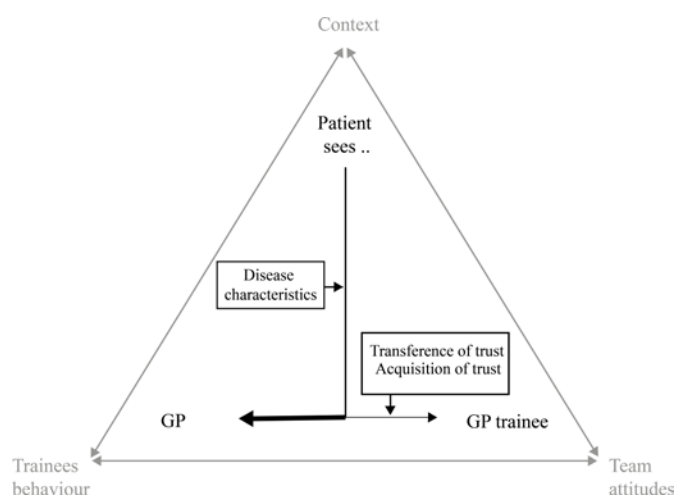 Context
Patient
sees ..
Disease
characteristics
Transference of trust
Acquisition of trust
GP
GP trainee
Trainees
behaviour
Team
attitudes